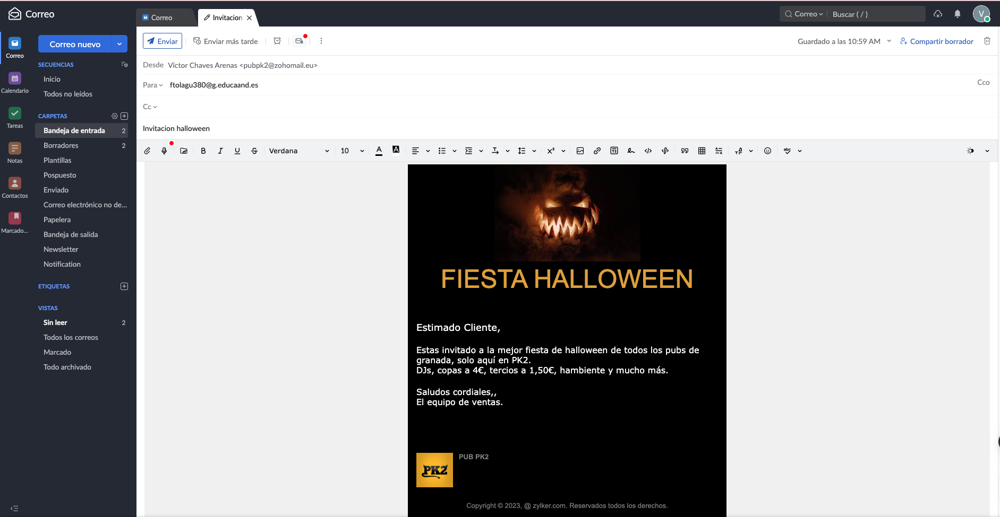 Correo
Correo
Invitacion
Correo
Buscar ( / )
V
Correo
Calendario
Tareas
Notas
Contactos
Marcado...
Correo nuevo
SECUENCIAS
Inicio
Todos no leídos
CARPETAS
Bandeja de entrada 2
Borradores 2
Plantillas
Pospuesto
Enviado
Correo electrónico no de...
Papelera
Bandeja de salida
Newsletter
Notification
ETIQUETAS
VISTAS
Sin leer 2
Todos los correos
Marcado
Todo archivado
Enviar
Enviar más tarde
Guardado a las 10:59 AM
Compartir borrador
Desde Víctor Chaves Arenas <pubpk2@zohomail.eu>
Para ftolagu380@g.educaand.es
Cco
Cc
Invitacion halloween
B I U S Verdana 10 A A
FIESTA HALLOWEEN
Estimado Cliente,
Estas invitado a la mejor fiesta de halloween de todos los pubs de
granada, solo aquí en PK2.
DJs, copas a 4€, tercios a 1,50€, hambiente y mucho más.
Saludos cordiales,,
El equipo de ventas.
PK2
PUB PK2
Copyright © 2023, @ zylker.com. Reservados todos los derechos.